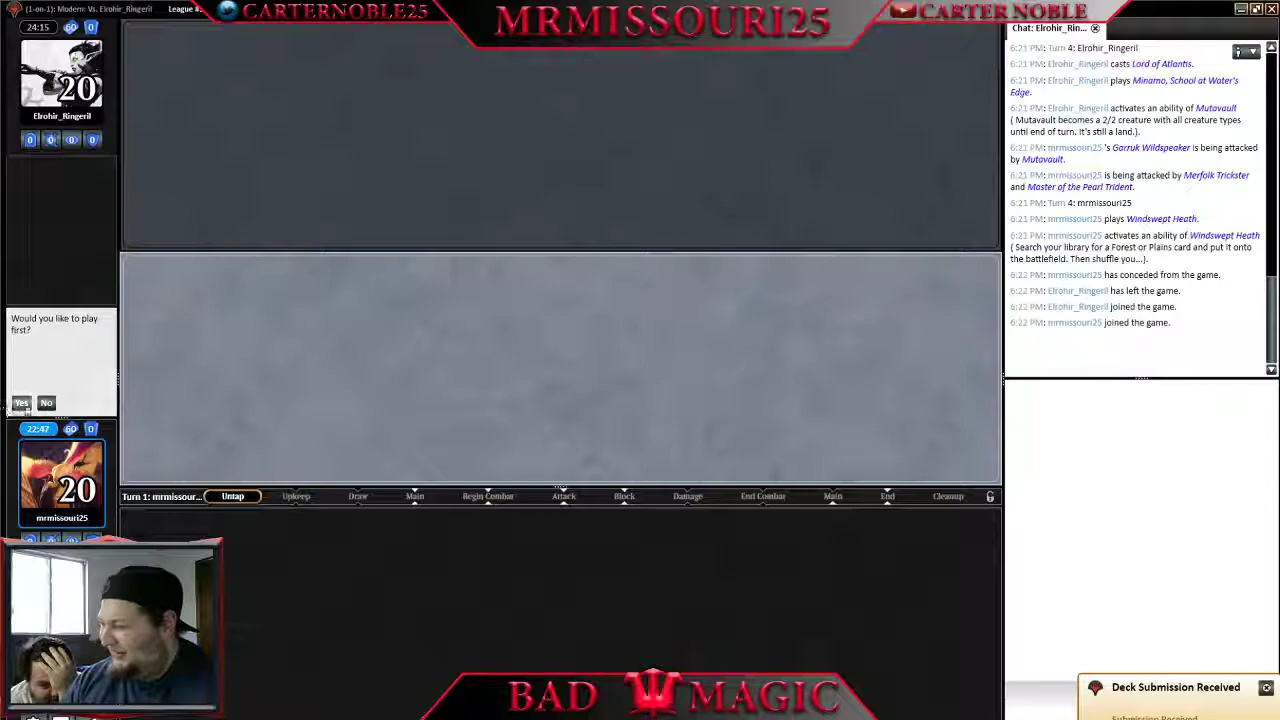 (1-on-1): Modern: Vs. Elrohir_Ringeril
League #
CARTERNOBLE25
MRMISSOURI25
CARTER NOBLE
24:15
60
0
20
Elrohir_Ringeril
0 0 0 0
Would you like to play
first?
Yes No
22:47
60
0
20
mrmissouri25
Turn 1: mrmissour...
Untap
Upkeep
Draw
Main
Begin Combat
Attack
Block
Damage
End Combat
Main
End
Cleanup
BAD MAGIC
Chat: Elrohir_Rin...
6:21 PM: Turn 4: Elrohir_Ringeril
6:21 PM: Elrohir_Ringeril casts Lord of Atlantis.
6:21 PM: Elrohir_Ringeril plays Minamo, School at Water's
Edge.
6:21 PM: Elrohir_Ringeril activates an ability of Mutavault
( Mutavault becomes a 2/2 creature with all creature types
until end of turn. It's still a land.).
6:21 PM: mrmissouri25 's Garruk Wildspeaker is being attacked
by Mutavault.
6:21 PM: mrmissouri25 is being attacked by Merfolk Trickster
and Master of the Pearl Trident.
6:21 PM: Turn 4: mrmissouri25
6:21 PM: mrmissouri25 plays Windswept Heath.
6:21 PM: mrmissouri25 activates an ability of Windswept Heath
( Search your library for a Forest or Plains card and put it onto
the battlefield. Then shuffle you...).
6:22 PM: mrmissouri25 has conceded from the game.
6:22 PM: Elrohir_Ringeril has left the game.
6:22 PM: Elrohir_Ringeril joined the game.
6:22 PM: mrmissouri25 joined the game.
Deck Submission Received
Submission Received